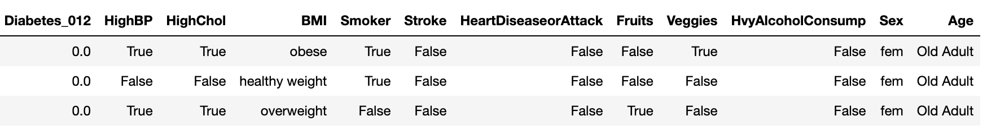 Diabetes_012 HighBP HighChol BMI Smoker Stroke HeartDiseaseorAttack Fruits Veggies HvyAlcoholConsump Sex Age
0.0 True True obese True False False False True False fem Old Adult
0.0 False False healthy weight True False False False False False fem Old Adult
0.0 True True overweight False False False True False False fem Old Adult